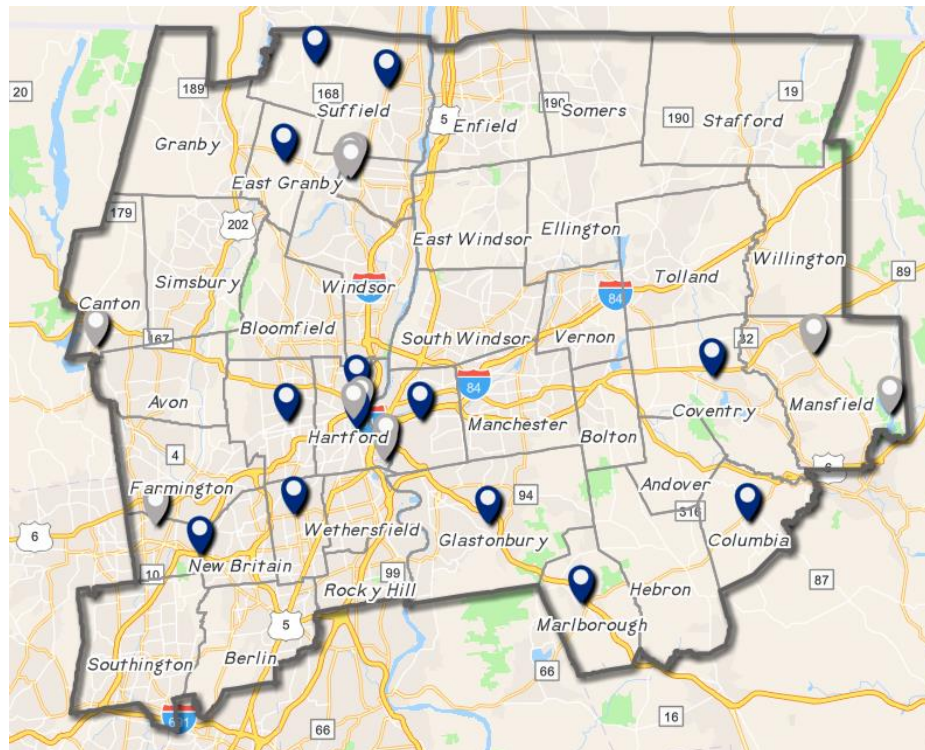 20
189
168
Suffield
5
Enfield
190
Somers
190
19
Stafford
Granby
East Granby
179
202
East Windsor
Ellington
Willington
Simsbury
Windsor
Tolland
89
Canton
84
167
Bloomfield
South Windsor
Vernon
32
84
Avon
Mansfield
Coventry
Hartford
Manchester
Bolton
4
6
Andover
Farmington
94
316
6
Wethersfield
Glastonbury
Columbia
New Britain
10
99
87
Rocky Hill
Hebron
5
Marlborough
Southington
Berlin
66
16
691
66